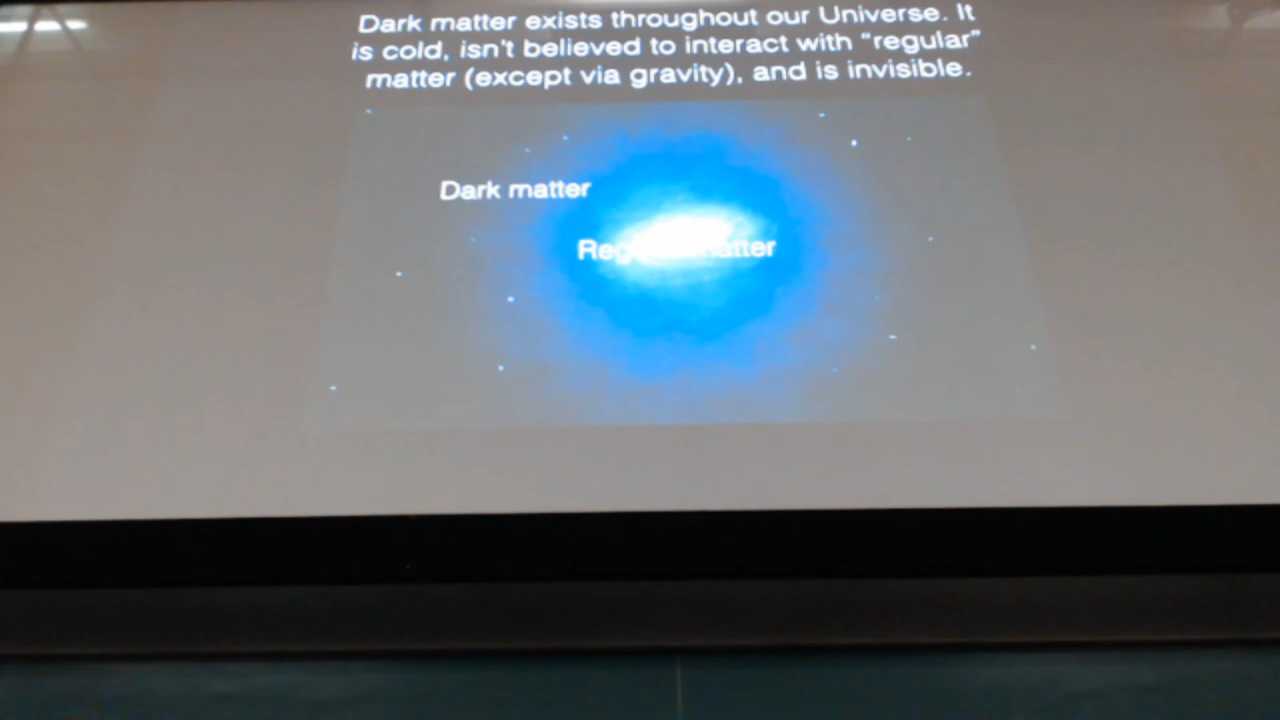 Dark matter exists throughout our Universe. It
is cold, isn't believed to interact with "regular"
matter (except via gravity), and is invisible.
Dark matter
matter